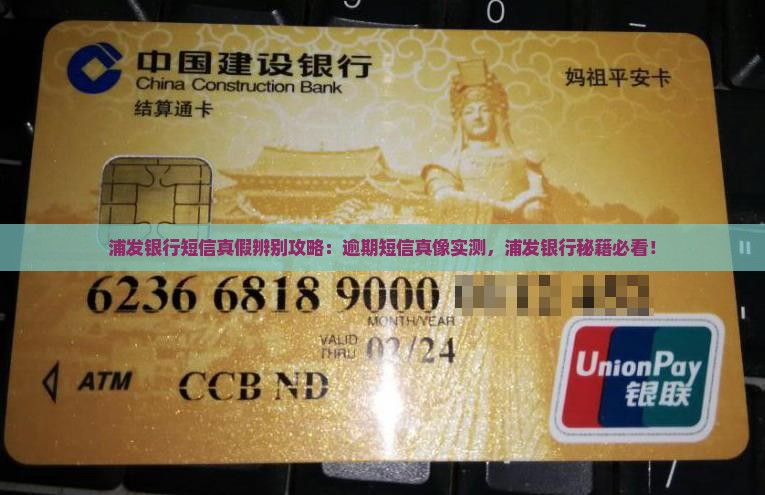 中国建设银行
China Construction Bank
结算通卡
妈祖平安卡
浦发银行短信真假辨别攻略：逾期短信真像实测，浦发银行秘籍必看！
6236 6818 9000
MONTH/YEAR
VALID THRU 02/24
ATM CCB ND
UnionPay
银联